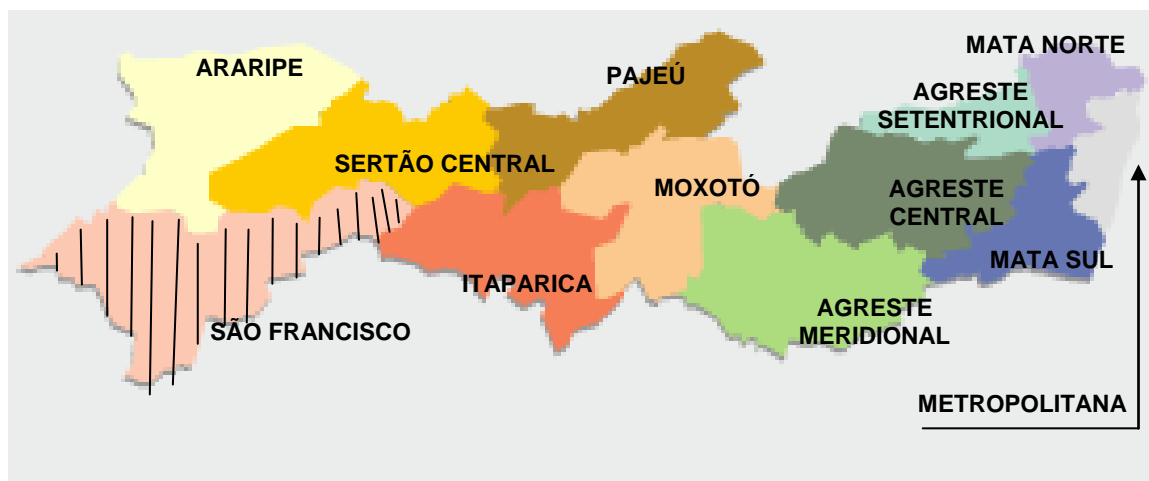 MATA NORTE
ARARIPE
PAJEÚ
AGRESTE
SETENTRIONAL
SERTÃO CENTRAL
MOXOTÓ
AGRESTE
CENTRAL
MATA SUL
ITAPARICA
SÃO FRANCISCO
AGRESTE
MERIDIONAL
METROPOLITANA